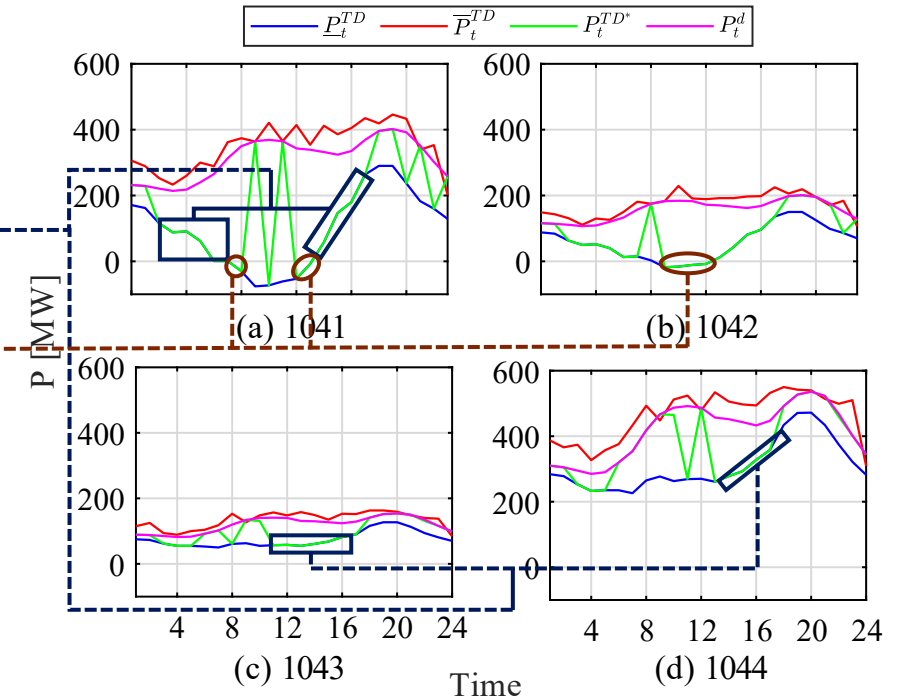 P_t^{TD} P̅_t^{TD} P_t^{TD*} P_t^d
600 600
400 400
200 200
0 0
(a) 1041 (b) 1042
P [MW]
600 600
400 400
200 200
0 0
4 8 12 16 20 24 4 8 12 16 20 24
(c) 1043 (d) 1044
Time